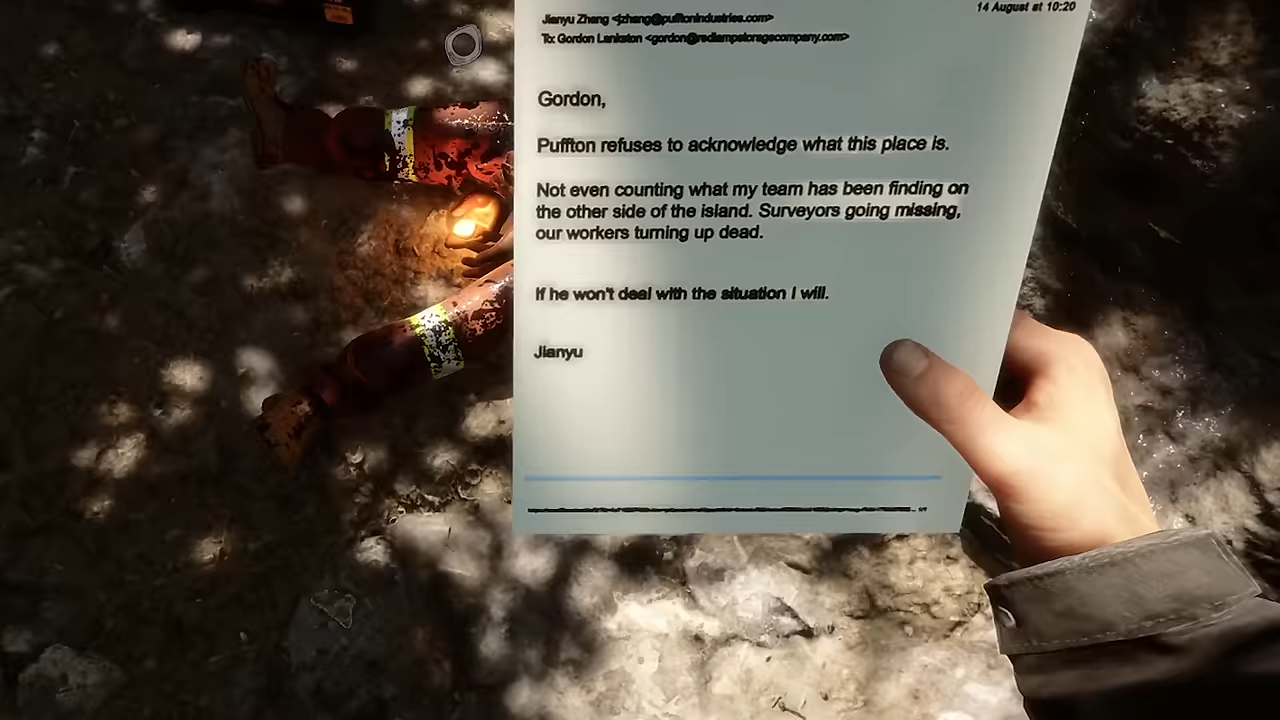 14 August at 10:20
Jianyu Zhang <jzhang@pufftonindustries.com>
To: Gordon Lankston <gordon@redlampstoragecompany.com>
Gordon,
Puffton refuses to acknowledge what this place is.
Not even counting what my team has been finding on
the other side of the island. Surveyors going missing,
our workers turning up dead.
If he won't deal with the situation I will.
Jianyu